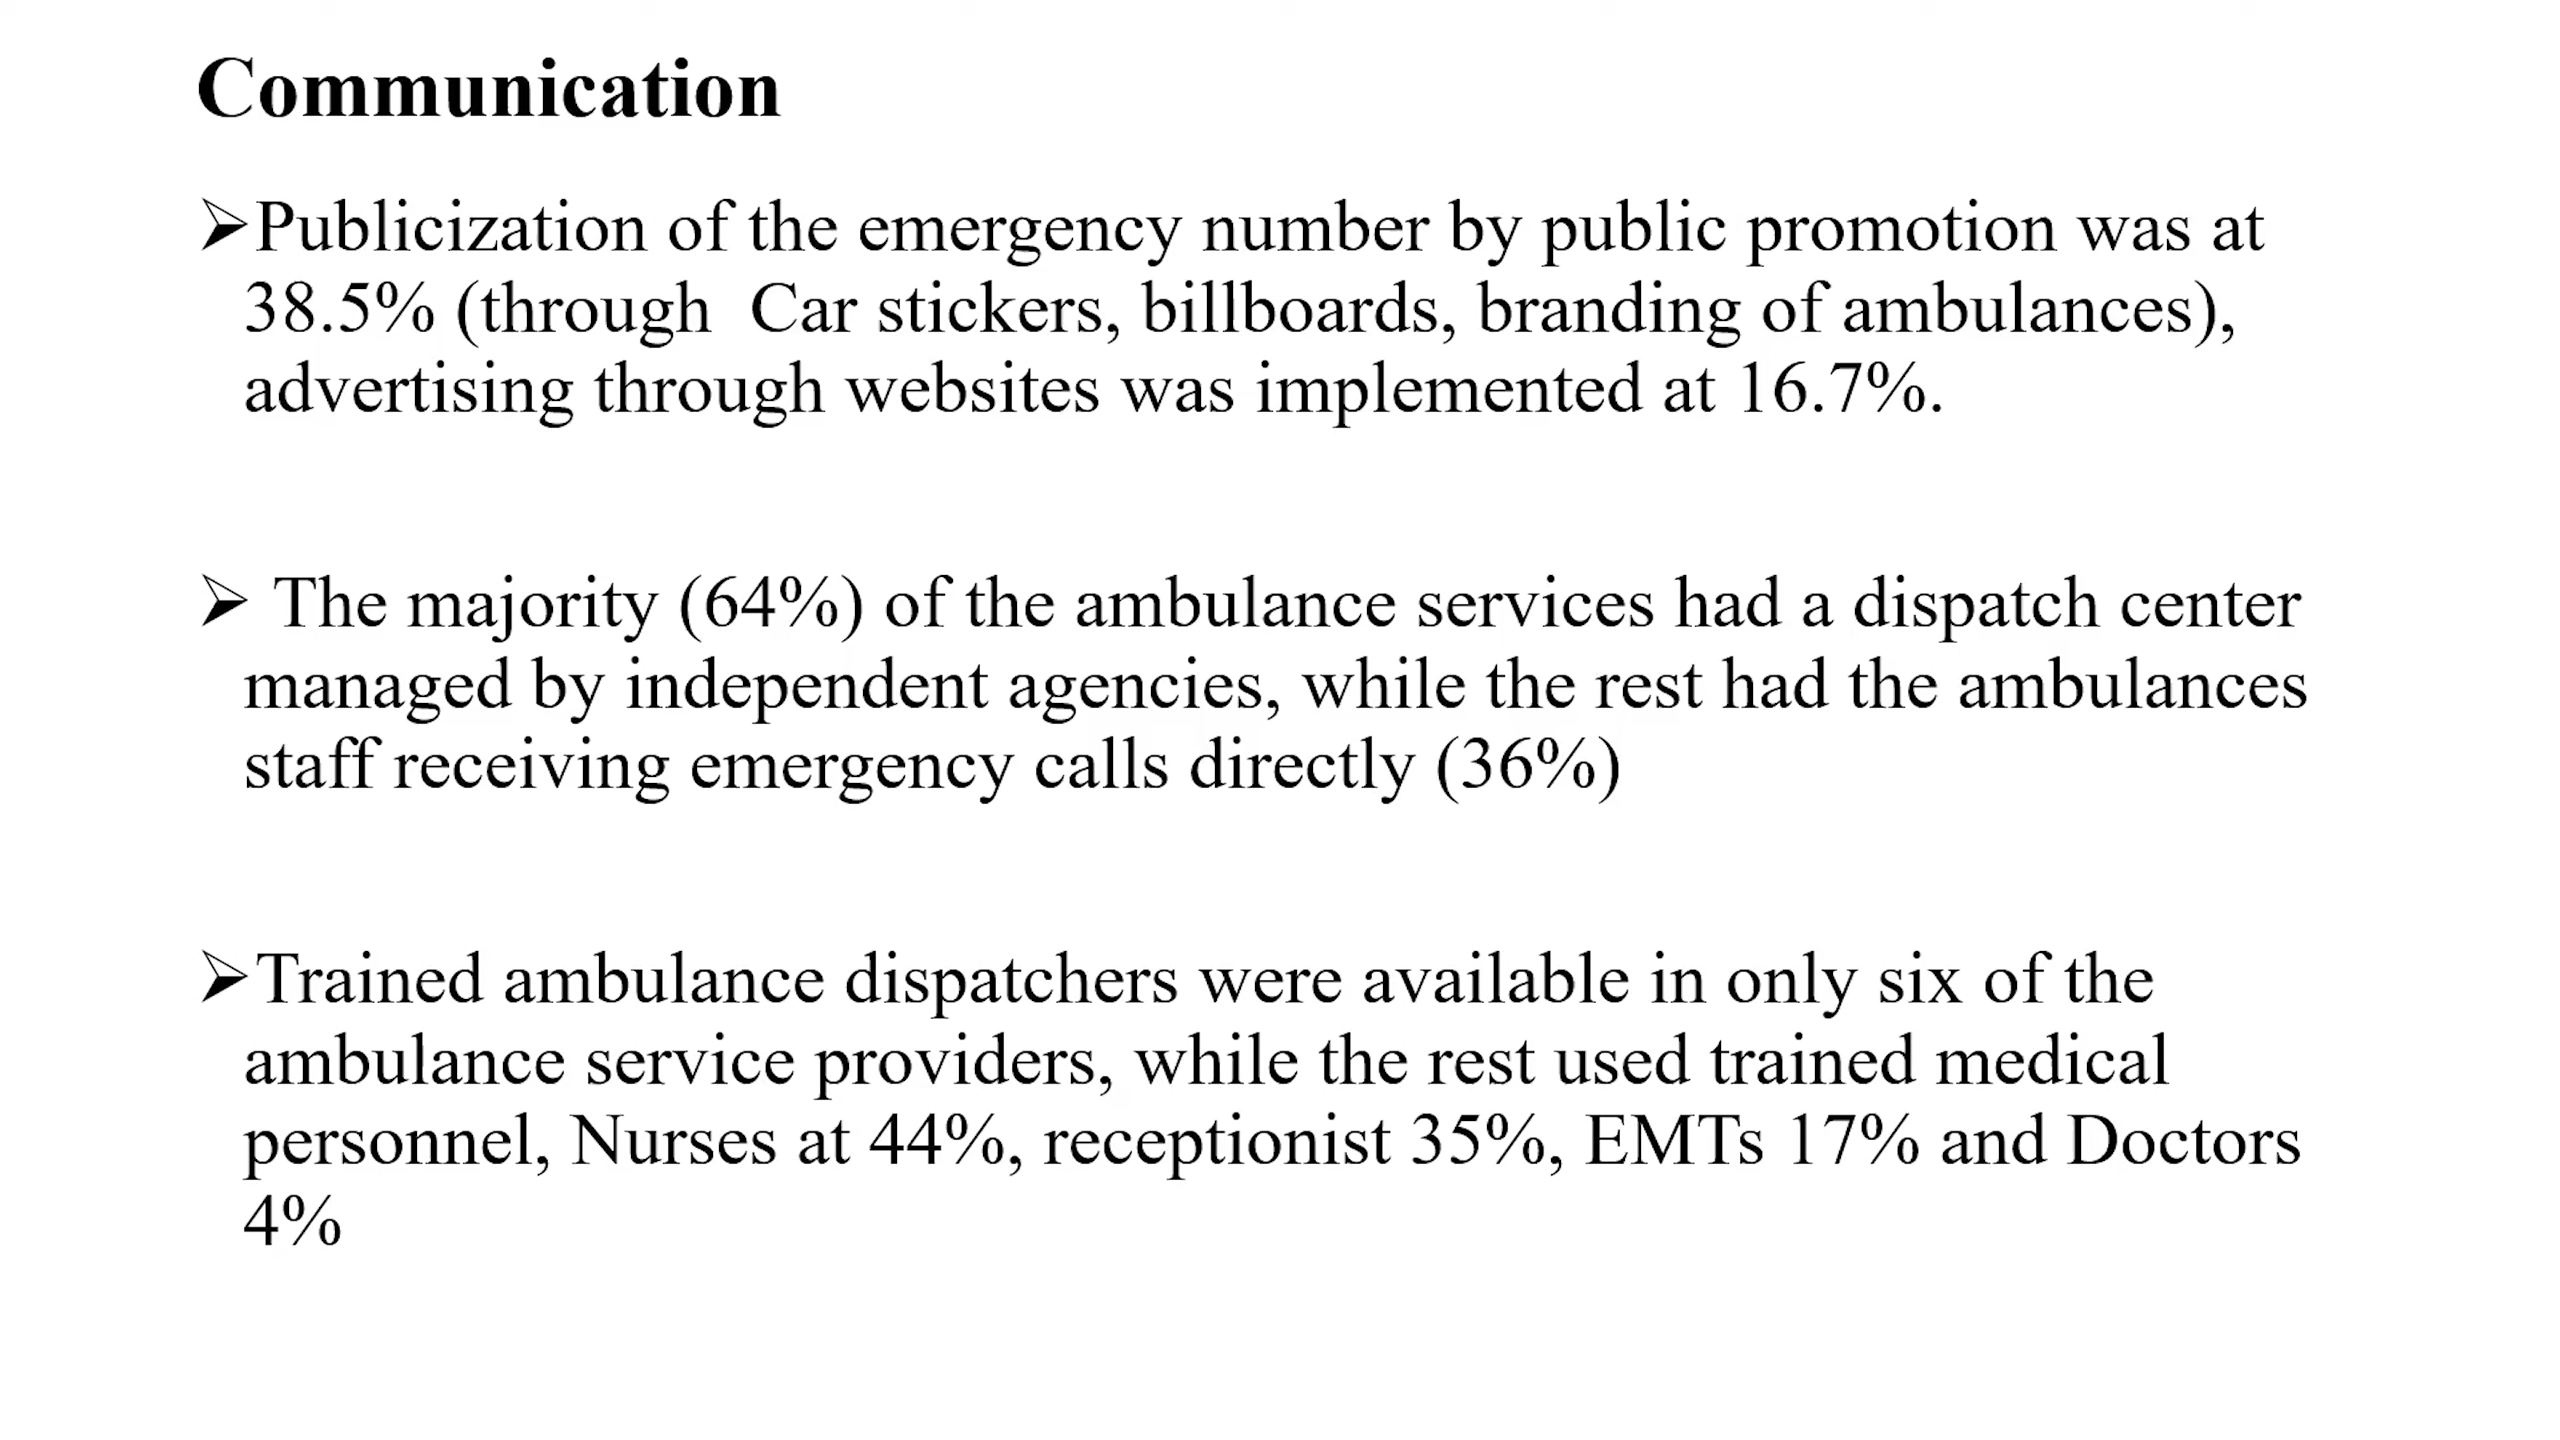 Communication
➢Publicization of the emergency number by public promotion was at
38.5% (through  Car stickers, billboards, branding of ambulances),
advertising through websites was implemented at 16.7%.
➢ The majority (64%) of the ambulance services had a dispatch center
managed by independent agencies, while the rest had the ambulances
staff receiving emergency calls directly (36%)
➢Trained ambulance dispatchers were available in only six of the
ambulance service providers, while the rest used trained medical
personnel, Nurses at 44%, receptionist 35%, EMTs 17% and Doctors
4%